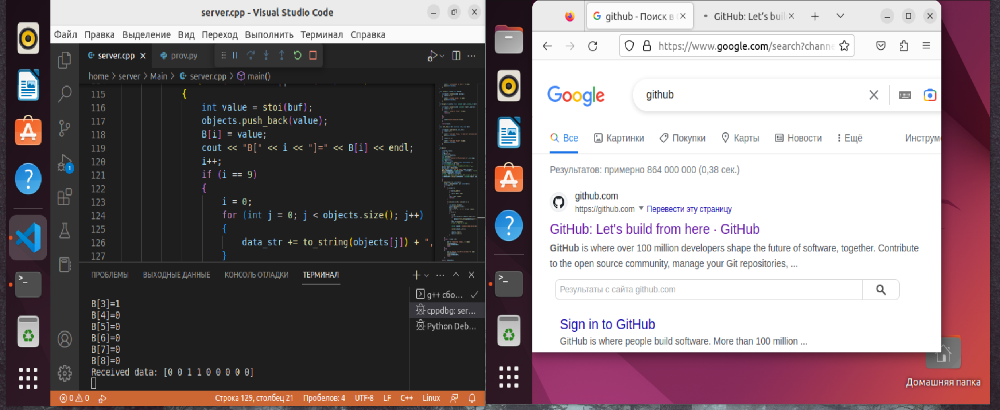 server.cpp - Visual Studio Code
Файл Правка Выделение Вид Переход Выполнить Терминал Справка
server.cpp prov.py
home > server > Main > server.cpp > main()
115 {
116 int value = stoi(buf);
117 objects.push_back(value);
118 B[i] = value;
119 cout << "B[" << i << "]=" << B[i] << endl;
120 i++;
121 if (i == 9)
122 {
123 i = 0;
124 for (int j = 0; j < objects.size(); j++)
125 {
126 data_str += to_string(objects[j]) + ",
127 }
1
ПРОБЛЕМЫ ВЫХОДНЫЕ ДАННЫЕ КОНСОЛЬ ОТЛАДКИ ТЕРМИНАЛ
B[3]=1
B[4]=0
B[5]=0
B[6]=0
B[7]=0
B[8]=0
Received data: [0 0 1 1 0 0 0 0 0]
g++ сбо...
cppdbg: ser...
Python Deb...
0 0 Строка 129, столбец 21 Пробелов: 4 UTF-8 LF C++ Linux
github - Поиск в GitHub: Let's buil
https://www.google.com/search?channe
Google github
Все Картинки Покупки Карты Новости Ещё Инструм
Результатов: примерно 864 000 000 (0,38 сек.)
github.com
https://github.com Перевести эту страницу
GitHub: Let's build from here · GitHub
GitHub is where over 100 million developers shape the future of software, together. Contribute
to the open source community, manage your Git repositories, ...
Результаты с сайта github.com
Sign in to GitHub
GitHub is where people build software. More than 100 million ...
Домашняя папка